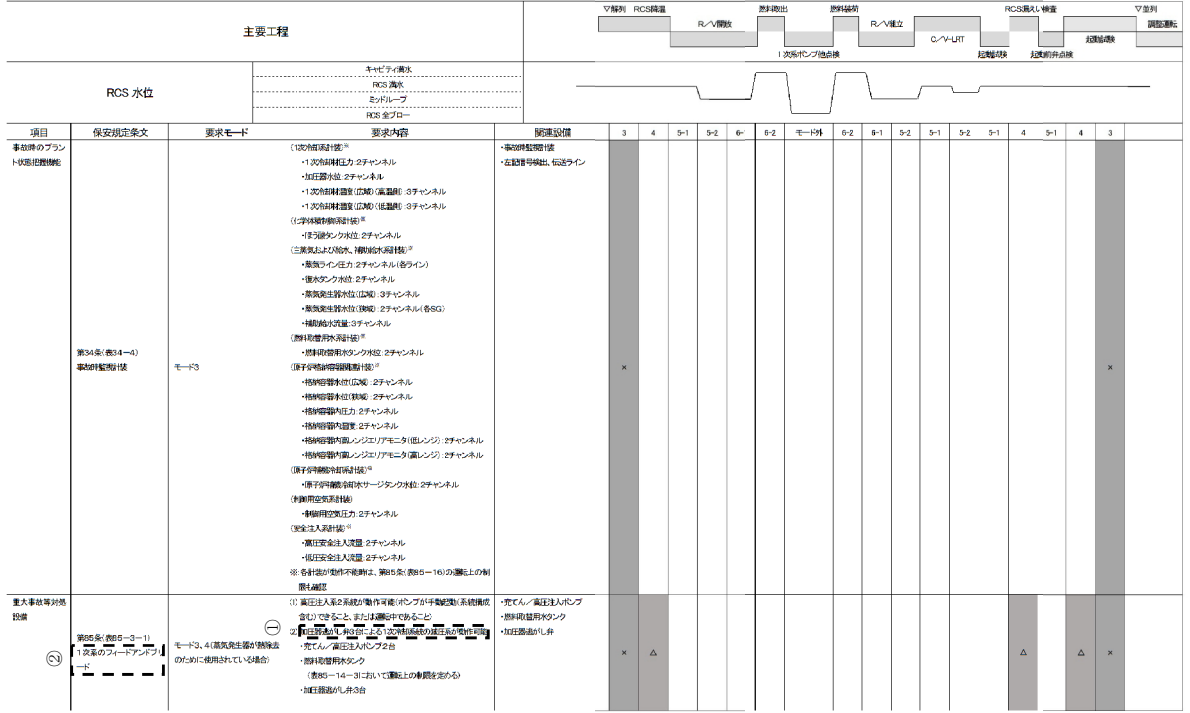 ▽解列 RCS降温 燃料取出 燃料装荷 RCS漏えい検査 ▽並列
主要工程
R/V開放 R/V組立 調整運転
C/V-LRT 起動試験
1次系ポンプ他点検 起動試験 起動前弁点検
RCS 水位
キャビティ満水
RCS 満水
ミッドループ
RCS 全ブロー
項目 保安規定条文 要求モード 要求内容 関連設備 3 4 5-1 5-2 6- 6-2 モード外 6-2 6-1 5-1 5-2 5-1 4 5-1 4 3
事故時のプラン
ト状態把握機能
第34条(表34-4)
事故時監視計装
モード3
(1次冷却系計装)※
・1次冷却材圧力:2チャンネル
・加圧器水位:2チャンネル
・1次冷却材温度(広域)(高温側):3チャンネル
・1次冷却材温度(広域)(低温側):3チャンネル
(化学体積制御系計装)※
・ほう酸タンク水位:2チャンネル
(主蒸気および給水、補助給水系計装)※
・蒸気ライン圧力:2チャンネル(各ライン)
・復水タンク水位:2チャンネル
・蒸気発生器水位(広域):3チャンネル
・蒸気発生器水位(狭域):2チャンネル(各SG)
・補助給水流量:3チャンネル
(燃料取替用水系計装)※
・燃料取替用水タンク水位:2チャンネル
(原子炉格納容器関連計装)※
・格納容器水位(広域):2チャンネル
・格納容器水位(狭域):2チャンネル
・格納容器内圧力:2チャンネル
・格納容器内温度:2チャンネル
・格納容器内高レンジエリアモニタ(低レンジ):2チャンネル
・格納容器内高レンジエリアモニタ(高レンジ):2チャンネル
(原子炉補機冷却系計装)※
・原子炉補機冷却水サージタンク水位:2チャンネル
(制御用空気系計装)
・制御用空気圧力:2チャンネル
(安全注入系計装)※
・高圧安全注入流量:2チャンネル
・低圧安全注入流量:2チャンネル
※:各計装が動作不能時は、第85条(表85-16)の運転上の制
限も確認
・事故時監視計装
・左記信号検出、伝送ライン
× ×
重大事故等対処
設備
第85条(表85-3-1)
② 1次系のフィードアンドブリ
ード
モード3、4(蒸気発生器が熱除去
のために使用されている場合)
①
(1) 高圧注入系2系統が動作可能(ポンプが手動起動(系統構成
含む)できること、または運転中であること)
(2) 加圧器逃がし弁3台による1次冷却系統の減圧系が動作可能
・充てん/高圧注入ポンプ2台
・燃料取替用水タンク
(表85-14-3において運転上の制限を定める)
・加圧器逃がし弁3台
・充てん/高圧注入ポンプ
・燃料取替用水タンク
・加圧器逃がし弁
× △ △ △ ×